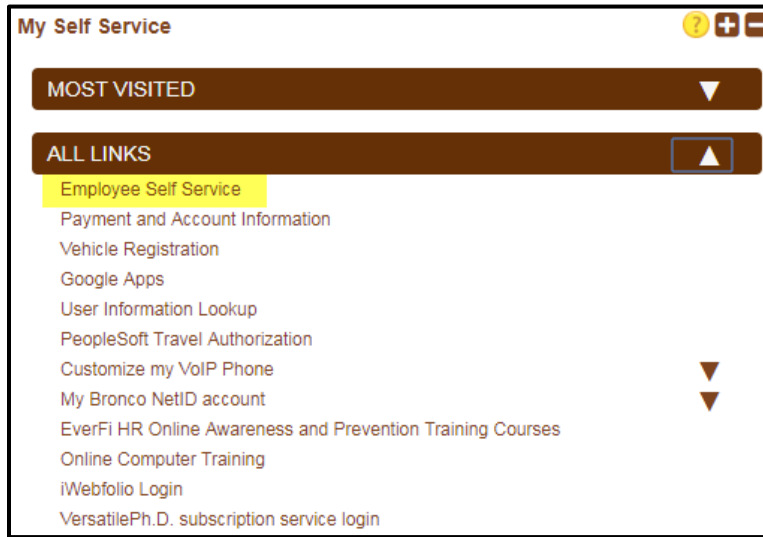 My Self Service
?
MOST VISITED
ALL LINKS
Employee Self Service
Payment and Account Information
Vehicle Registration
Google Apps
User Information Lookup
PeopleSoft Travel Authorization
Customize my VoIP Phone
My Bronco NetID account
EverFi HR Online Awareness and Prevention Training Courses
Online Computer Training
iWebfolio Login
VersatilePh.D. subscription service login